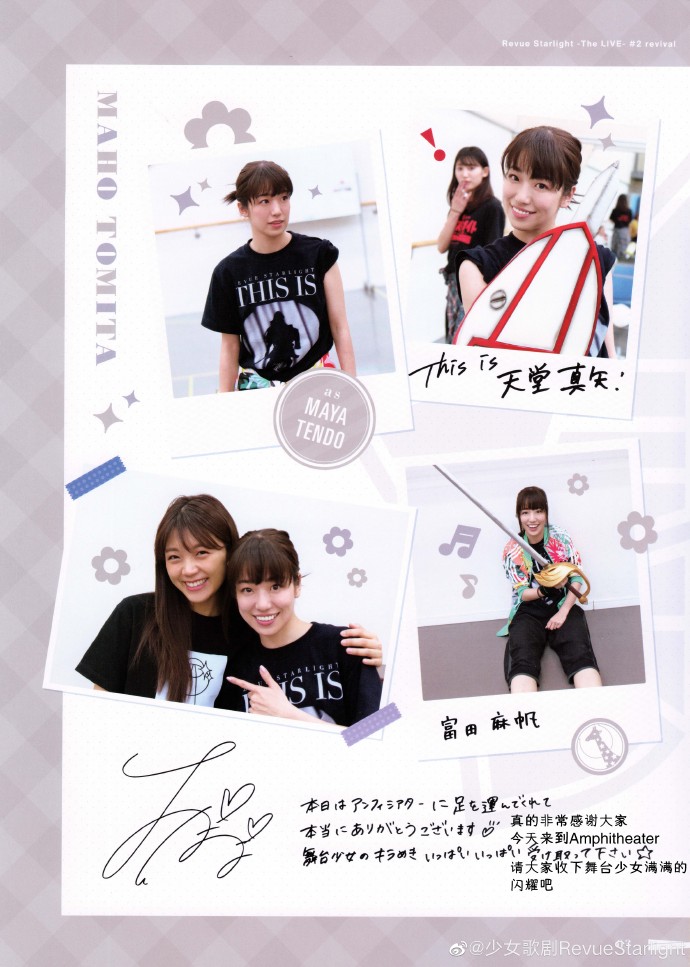 Revue Starlight -The LIVE- #2 revival
MAHO TOMITA
REVUE STARLIGHT
THIS IS
This is 天堂 真矢!
as
MAYA
TENDO
REVUE STARLIGHT
THIS IS
富田 麻帆
本日はアンフィシアターに足を運んでくれて
本当にありがとうございます♡
舞台少女のキラめき いっぱいいっぱい受け取って下さい☆
真的非常感谢大家
今天来到Amphitheater
请大家收下舞台少女满满的
闪耀吧
@少女歌剧RevueStarlight